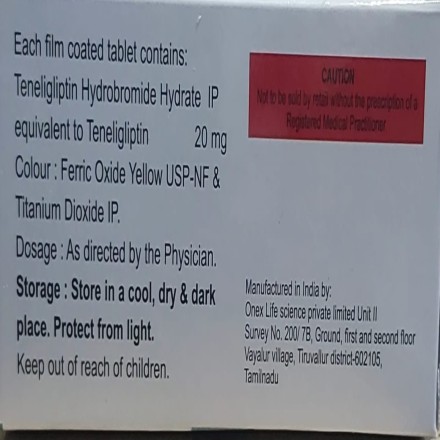 Each film coated tablet contains:
Teneligliptin Hydrobromide Hydrate IP
equivalent to Teneligliptin 20 mg
Colour : Ferric Oxide Yellow USP-NF &
Titanium Dioxide IP.
Dosage : As directed by the Physician.
Storage : Store in a cool, dry & dark
place. Protect from light.
Keep out of reach of children.
CAUTION
Not to be sold by retail without the prescription of a
Registered Medical Practitioner.
Manufactured in India by:
Onex Life science private limited Unit II
Survey No. 200/ 7B, Ground, first and second floor
Vayalur village, Tiruvallur district-602105,
Tamilnadu